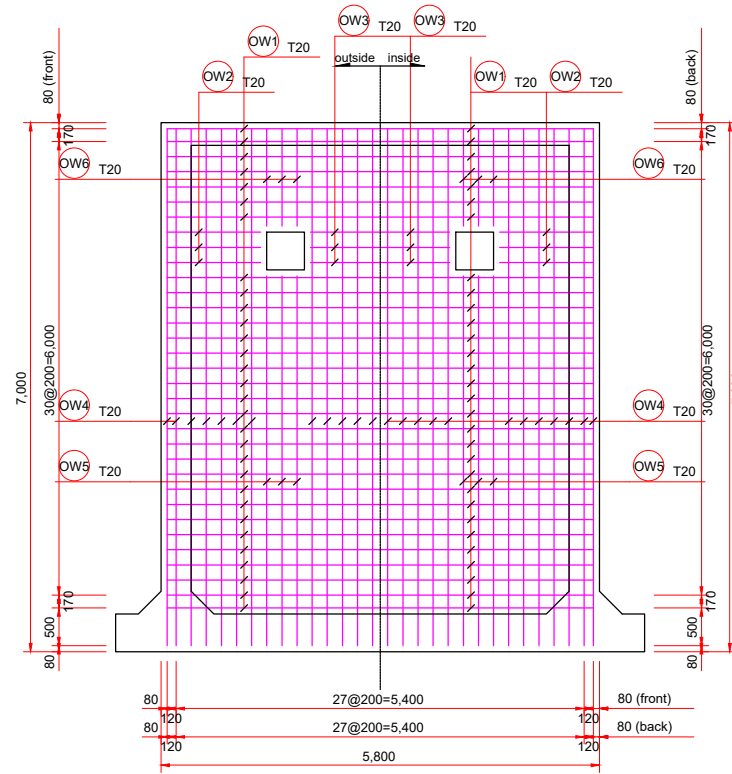 OW3 T20 OW3 T20
OW1 T20
outside inside
OW2 T20
OW1 T20 OW2 T20
80 (front)
80 (back)
170
170
OW6 T20
OW6 T20
7,000
30@200=6,000
30@200=6,000
OW4 T20
OW4 T20
OW5 T20
OW5 T20
170
170
500
500
80
80
80 27@200=5,400 80 (front)
120 120
80 27@200=5,400 80 (back)
120 120
5,800